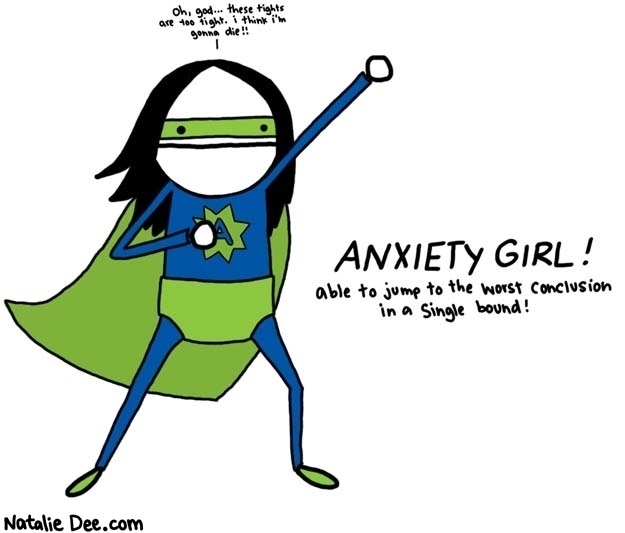 Oh, god... these tights
are too tight. i think i'm
gonna die!!
A
ANXIETY GIRL!
able to jump to the worst conclusion
in a single bound!
Natalie Dee.com